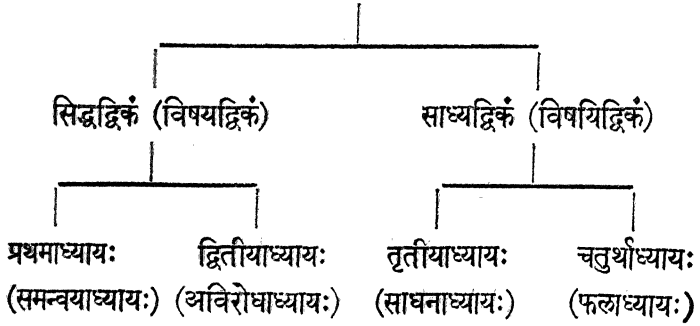 सिद्धद्विकं (विषयद्विकं) साध्यद्विकं (विषयिद्विकं)
प्रथमाध्यायः द्वितीयाध्यायः तृतीयाध्यायः चतुर्थाध्यायः
(समन्वयाध्यायः) (अविरोधाध्यायः) (साधनाध्यायः) (फलाध्यायः)